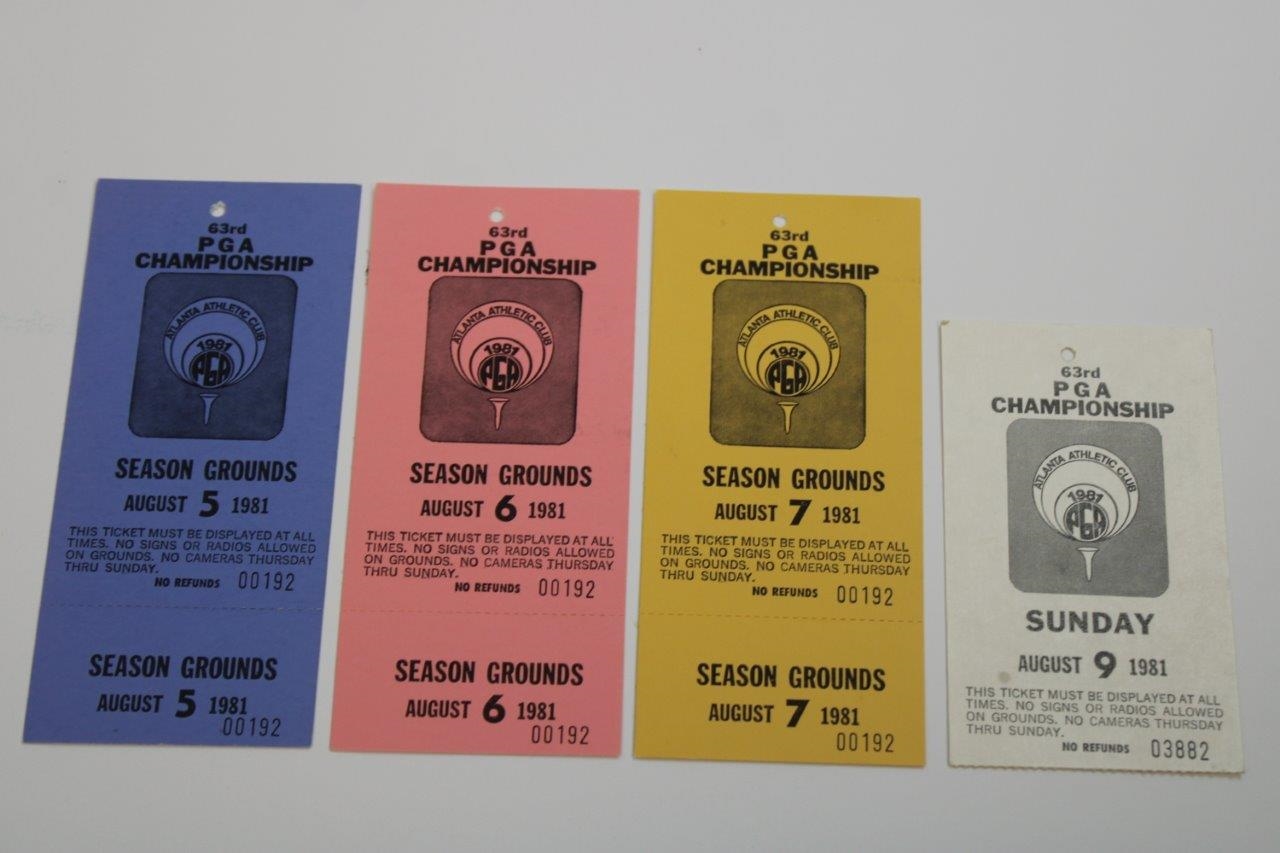 63rd
PGA
CHAMPIONSHIP
ATLANTA ATHLETIC CLUB
1981
PGA
SEASON GROUNDS
AUGUST 5 1981
THIS TICKET MUST BE DISPLAYED AT ALL
TIMES. NO SIGNS OR RADIOS ALLOWED
ON GROUNDS. NO CAMERAS THURSDAY
THRU SUNDAY.
NO REFUNDS 00192
SEASON GROUNDS
AUGUST 5 1981
00192
63rd
PGA
CHAMPIONSHIP
ATLANTA ATHLETIC CLUB
1981
PGA
SEASON GROUNDS
AUGUST 6 1981
THIS TICKET MUST BE DISPLAYED AT ALL
TIMES. NO SIGNS OR RADIOS ALLOWED
ON GROUNDS. NO CAMERAS THURSDAY
THRU SUNDAY.
NO REFUNDS 00192
SEASON GROUNDS
AUGUST 6 1981
00192
63rd
PGA
CHAMPIONSHIP
ATLANTA ATHLETIC CLUB
1981
PGA
SEASON GROUNDS
AUGUST 7 1981
THIS TICKET MUST BE DISPLAYED AT ALL
TIMES. NO SIGNS OR RADIOS ALLOWED
ON GROUNDS. NO CAMERAS THURSDAY
THRU SUNDAY.
NO REFUNDS 00192
SEASON GROUNDS
AUGUST 7 1981
00192
63rd
PGA
CHAMPIONSHIP
ATLANTA ATHLETIC CLUB
1981
PGA
SUNDAY
AUGUST 9 1981
THIS TICKET MUST BE DISPLAYED AT ALL
TIMES. NO SIGNS OR RADIOS ALLOWED
ON GROUNDS. NO CAMERAS THURSDAY
THRU SUNDAY.
NO REFUNDS 03882